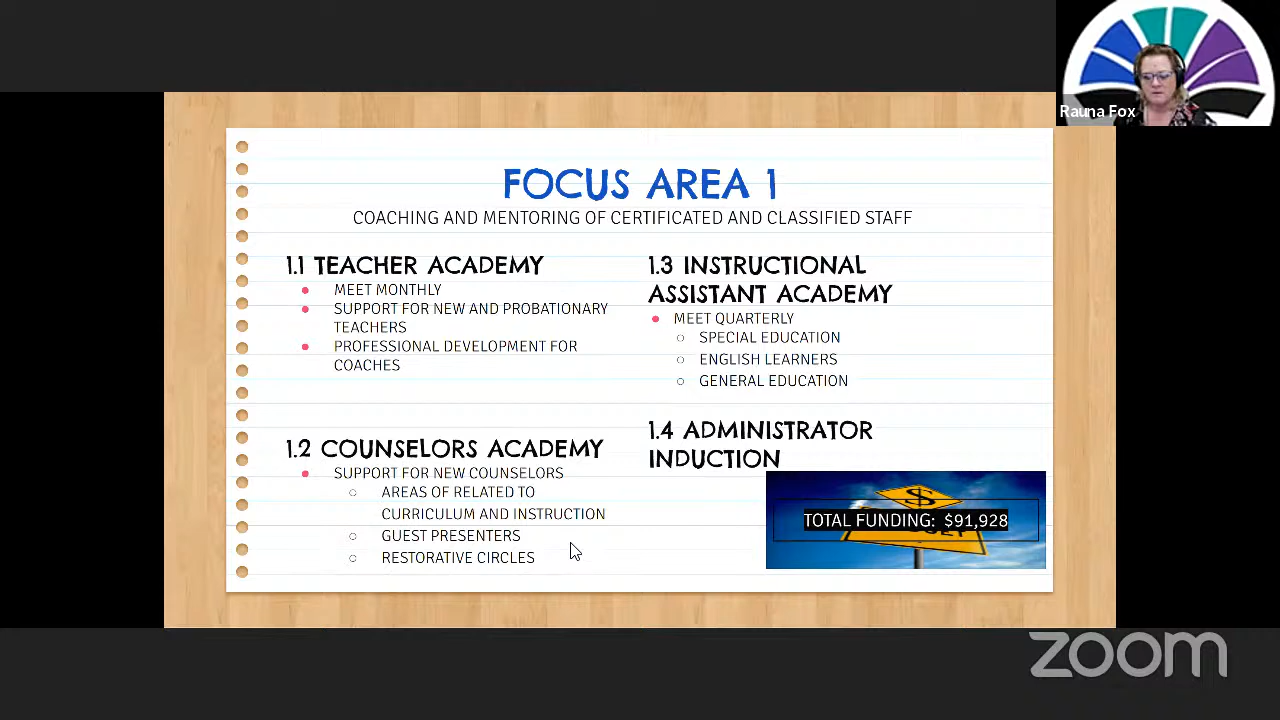 Rauna Fox
FOCUS AREA 1
COACHING AND MENTORING OF CERTIFICATED AND CLASSIFIED STAFF
1.1 TEACHER ACADEMY
MEET MONTHLY
SUPPORT FOR NEW AND PROBATIONARY
TEACHERS
PROFESSIONAL DEVELOPMENT FOR
COACHES
1.2 COUNSELORS ACADEMY
SUPPORT FOR NEW COUNSELORS
AREAS OF RELATED TO
CURRICULUM AND INSTRUCTION
GUEST PRESENTERS
RESTORATIVE CIRCLES
1.3 INSTRUCTIONAL
ASSISTANT ACADEMY
MEET QUARTERLY
SPECIAL EDUCATION
ENGLISH LEARNERS
GENERAL EDUCATION
1.4 ADMINISTRATOR
INDUCTION
$
TOTAL FUNDING: $91,928
zoom